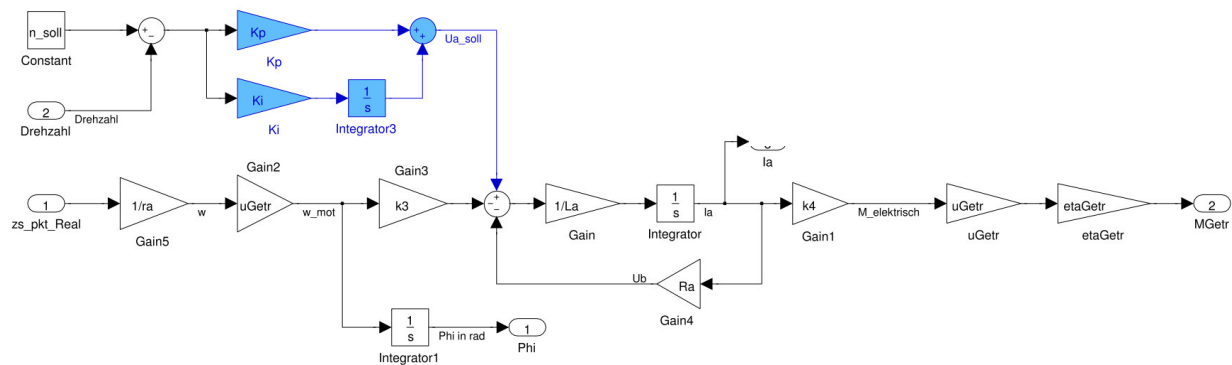 n_soll
Constant
+
−
Kp
Kp
+
+
Ua_soll
2
Drehzahl
Drehzahl
Ki
Ki
1
s
Integrator3
Ia
1
zs_pkt_Real
1/ra
Gain5
w
Gain2
uGetr
w_mot
Gain3
k3
+
−
−
1/La
Gain
1
s
Integrator
Ia
k4
Gain1
M_elektrisch
uGetr
uGetr
etaGetr
etaGetr
2
MGetr
Ub
Ra
Gain4
1
s
Integrator1
Phi in rad
1
Phi